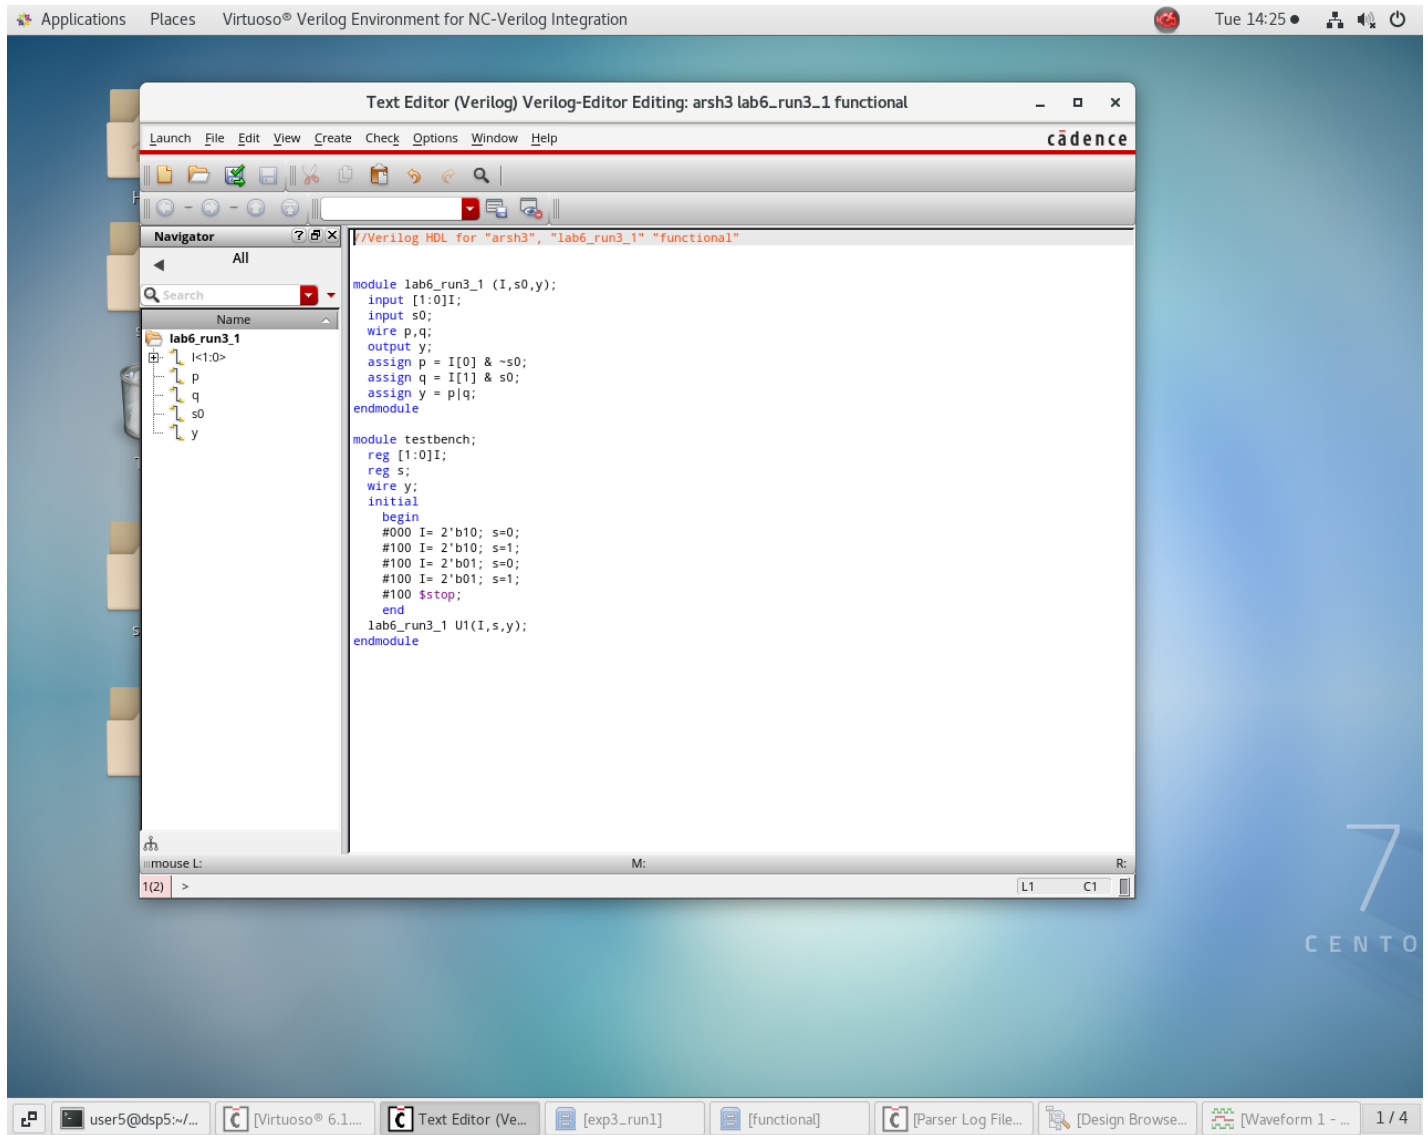 Applications Places Virtuoso® Verilog Environment for NC-Verilog Integration Tue 14:25
Text Editor (Verilog) Verilog-Editor Editing: arsh3 lab6_run3_1 functional
Launch File Edit View Create Check Options Window Help cādence
Navigator
All
Search
Name
lab6_run3_1
I<1:0>
p
q
s0
y
//Verilog HDL for "arsh3", "lab6_run3_1" "functional"
module lab6_run3_1 (I,s0,y);
input [1:0]I;
input s0;
wire p,q;
output y;
assign p = I[0] & ~s0;
assign q = I[1] & s0;
assign y = p|q;
endmodule
module testbench;
reg [1:0]I;
reg s;
wire y;
initial
begin
#000 I= 2'b10; s=0;
#100 I= 2'b10; s=1;
#100 I= 2'b01; s=0;
#100 I= 2'b01; s=1;
#100 $stop;
end
lab6_run3_1 U1(I,s,y);
endmodule
mouse L: M: R:
1(2) > L1 C1
7
CENTO
user5@dsp5:~/... [Virtuoso® 6.1.... Text Editor (Ve... [exp3_run1] [functional] [Parser Log File... [Design Browse... [Waveform 1 - ... 1 / 4